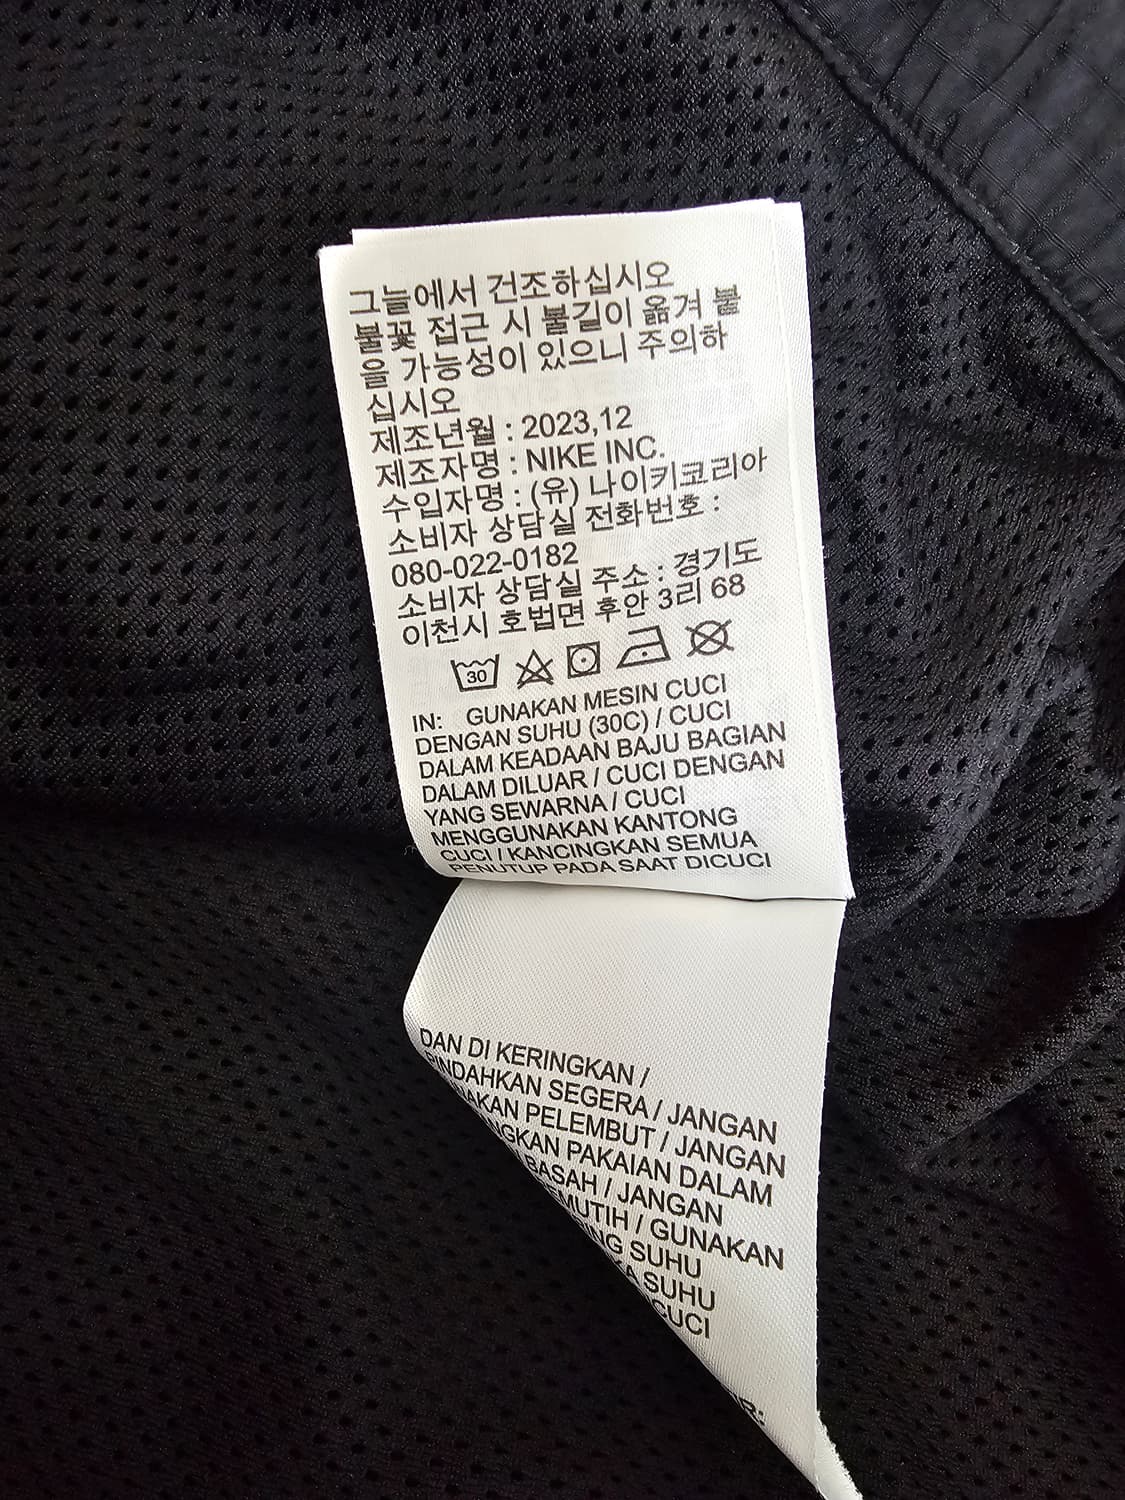 그늘에서 건조하십시오
불꽃 접근 시 불길이 옮겨 붙
을 가능성이 있으니 주의하
십시오
제조년월 : 2023,12
제조자명 : NIKE INC.
수입자명 : (유) 나이키코리아
소비자 상담실 전화번호 :
080-022-0182
소비자 상담실 주소 : 경기도
이천시 호법면 후안 3리 68
30
IN: GUNAKAN MESIN CUCI
DENGAN SUHU (30C) / CUCI
DALAM KEADAAN BAJU BAGIAN
DALAM DILUAR / CUCI DENGAN
YANG SEWARNA / CUCI
MENGGUNAKAN KANTONG
CUCI / KANCINGKAN SEMUA
PENUTUP PADA SAAT DICUCI
DAN DI KERINGKAN /
PINDAHKAN SEGERA / JANGAN
PELEMBUT / JANGAN
PAKAIAN DALAM
BASAH / JANGAN
/ GUNAKAN
SUHU
SUHU
CUCI